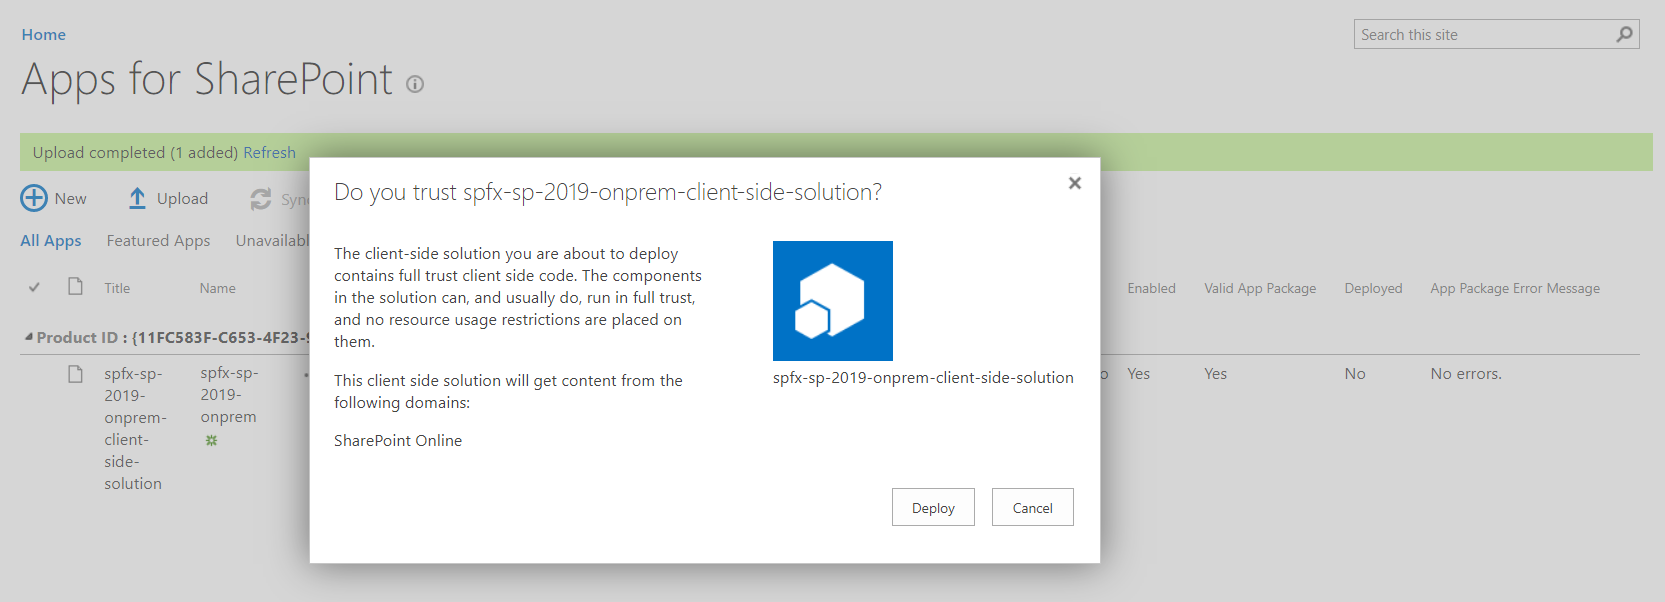 Home
Search this site
Apps for SharePoint
Upload completed (1 added) Refresh
New
Upload
All Apps
Featured Apps
Title
Name
Enabled
Valid App Package
Deployed
App Package Error Message
Product ID : {11FC583F-C653-4F23-
spfx-sp-
2019-
onprem-
client-
side-
solution
spfx-sp-
2019-
onprem
Yes
Yes
No
No errors.
Do you trust spfx-sp-2019-onprem-client-side-solution?
The client-side solution you are about to deploy
contains full trust client side code. The components
in the solution can, and usually do, run in full trust,
and no resource usage restrictions are placed on
them.
This client side solution will get content from the
following domains:
SharePoint Online
spfx-sp-2019-onprem-client-side-solution
Deploy
Cancel